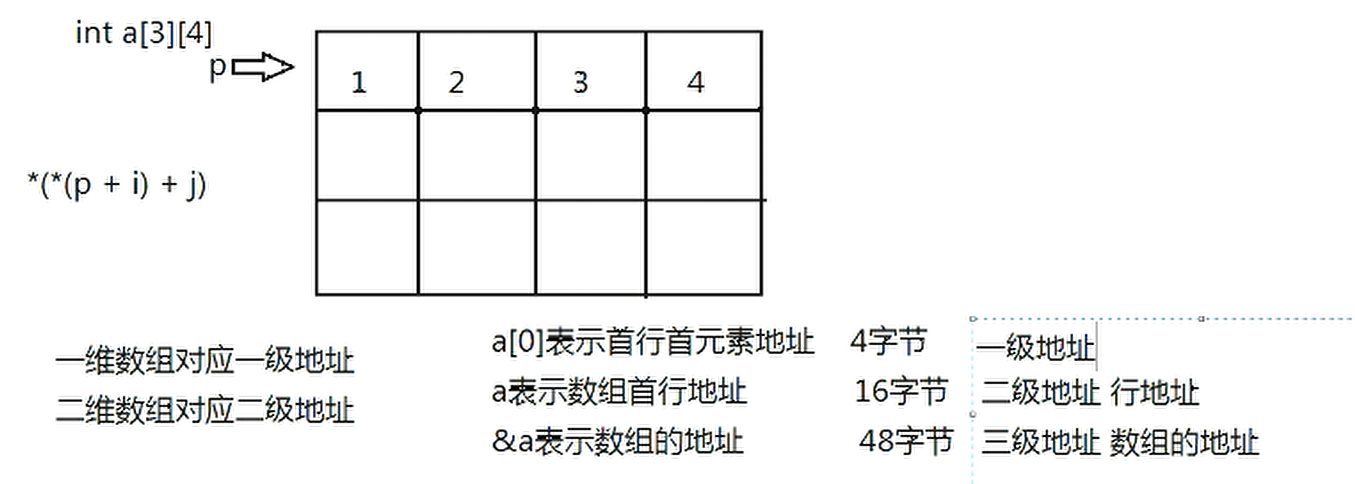 int a[3][4]
p
1 2 3 4
*(*(p + i) + j)
一维数组对应一级地址
二维数组对应二级地址
a[0]表示首行首元素地址 4字节 一级地址
a表示数组首行地址 16字节 二级地址 行地址
&a表示数组的地址 48字节 三级地址 数组的地址